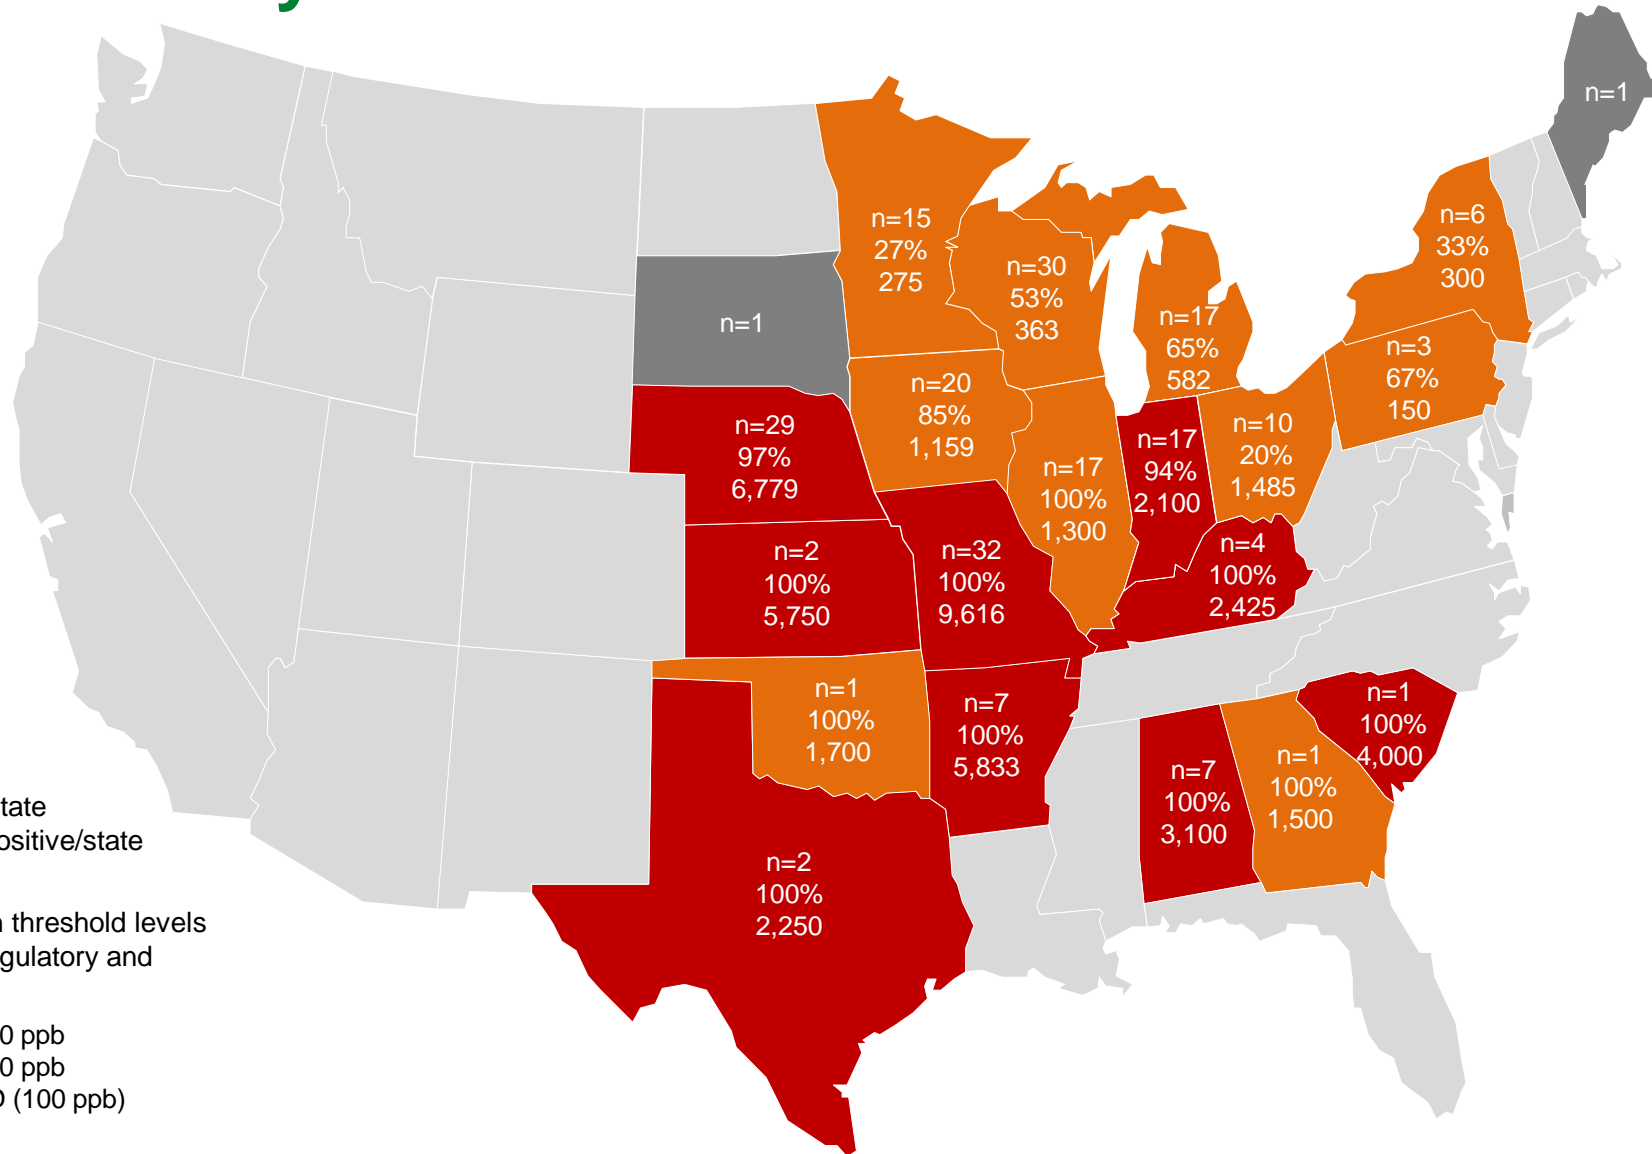 n=1
n=15
27%
275
n=30
53%
363
n=17
65%
582
n=6
33%
300
n=3
67%
150
n=1
n=20
85%
1,159
n=29
97%
6,779
n=17
100%
1,300
n=17
94%
2,100
n=10
20%
1,485
n=2
100%
5,750
n=32
100%
9,616
n=4
100%
2,425
n=1
100%
1,700
n=7
100%
5,833
n=1
100%
4,000
n=7
100%
3,100
n=1
100%
1,500
n=2
100%
2,250
tate
ositive/state
threshold levels
gulatory and
0 ppb
0 ppb
(100 ppb)